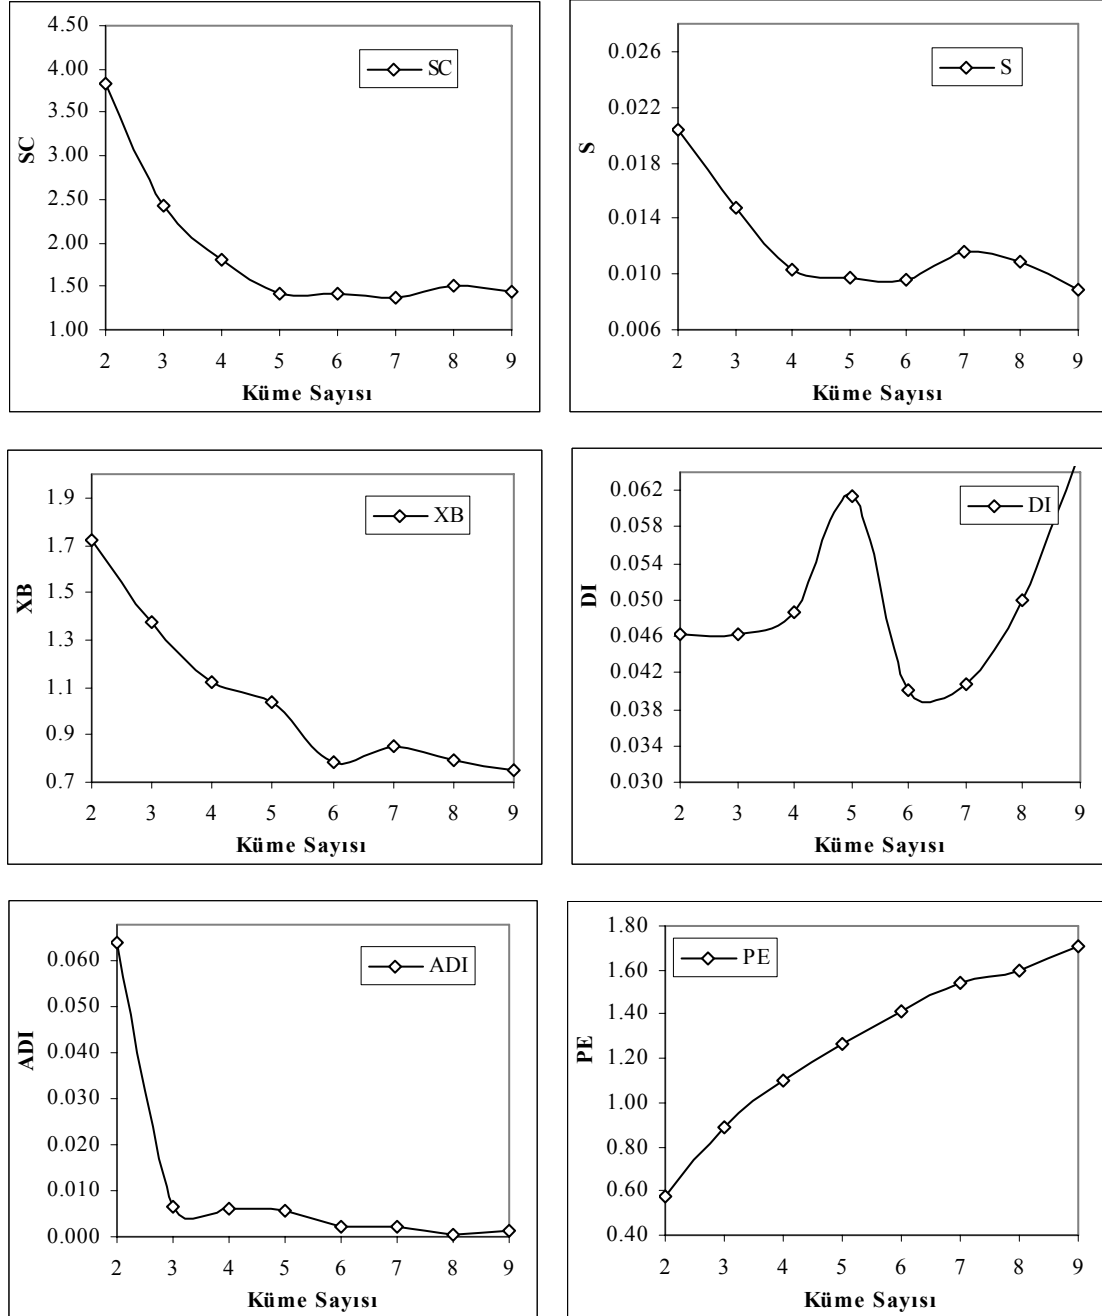 4.50
4.00
3.50
3.00
2.50
2.00
1.50
1.00
SC
SC
2 3 4 5 6 7 8 9
Küme Sayısı
0.026
0.022
0.018
0.014
0.010
0.006
S
S
2 3 4 5 6 7 8 9
Küme Sayısı
1.9
1.7
1.5
1.3
1.1
0.9
0.7
XB
XB
2 3 4 5 6 7 8 9
Küme Sayısı
0.062
0.058
0.054
0.050
0.046
0.042
0.038
0.034
0.030
DI
DI
2 3 4 5 6 7 8 9
Küme Sayısı
0.060
0.050
0.040
0.030
0.020
0.010
0.000
ADI
ADI
2 3 4 5 6 7 8 9
Küme Sayısı
1.80
1.60
1.40
1.20
1.00
0.80
0.60
0.40
PE
PE
2 3 4 5 6 7 8 9
Küme Sayısı